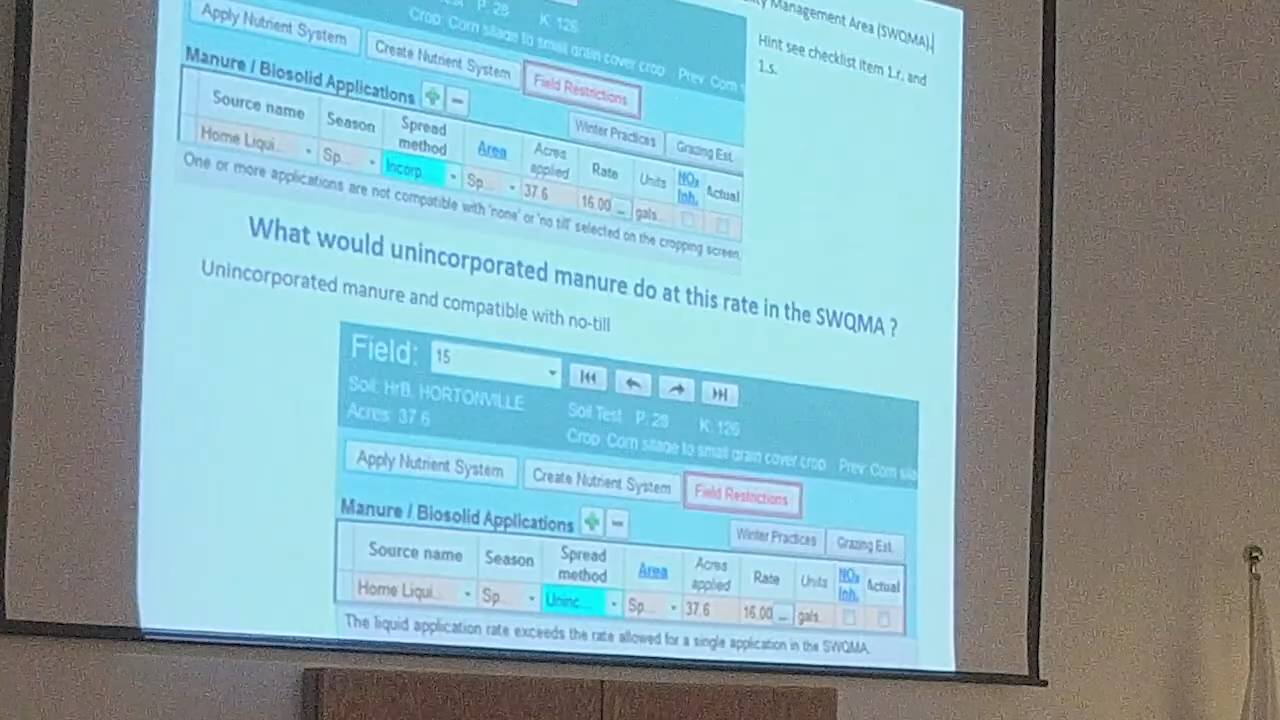 P: 28 K: 126
Management Area (SWQMA).
Hint see checklist item 1.r. and
1.s.
Crop: Corn silage to small grain cover crop Prev: Corn
Apply Nutrient System Create Nutrient System Field Restrictions
Manure / Biosolid Applications
Winter Practices Grazing Est.
Source name Season Spread method Area Acres applied Rate Units NO₃ Inh. Actual
Home Liqui... Sp... Incorp. Sp... 37.6 16.00 ... gals.
One or more applications are not compatible with 'none' or 'no till' selected on the cropping screen.
What would unincorporated manure do at this rate in the SWQMA ?
Unincorporated manure and compatible with no-till
Field: 15
Soil: HrB, HORTONVILLE Soil Test P: 28 K: 126
Acres: 37.6 Crop: Corn silage to small grain cover crop Prev: Corn sila
Apply Nutrient System Create Nutrient System Field Restrictions
Manure / Biosolid Applications
Winter Practices Grazing Est.
Source name Season Spread method Area Acres applied Rate Units NO₃ Inh. Actual
Home Liqui... Sp... Uninc... Sp... 37.6 16.00 ... gals.
The liquid application rate exceeds the rate allowed for a single application in the SWQMA.